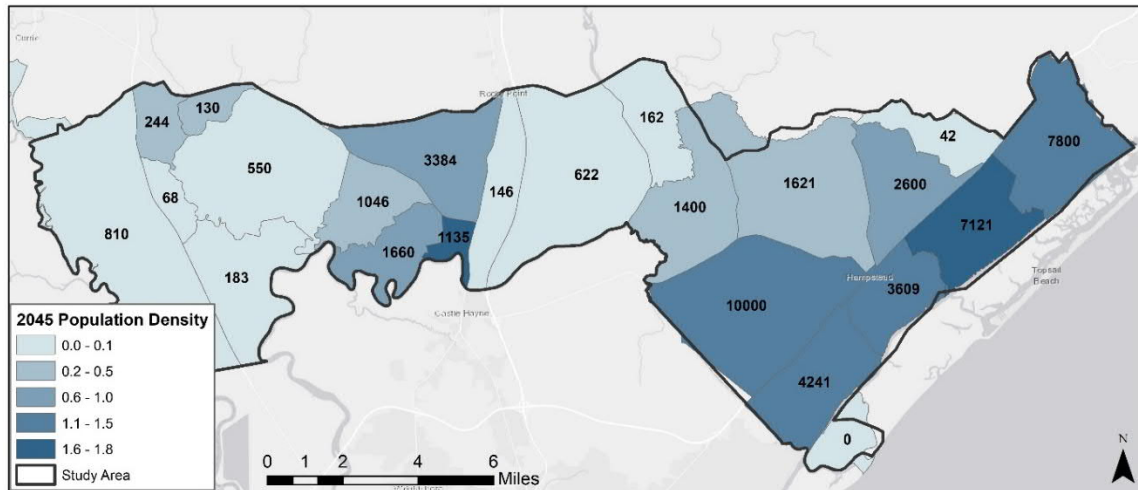 Currie
Rocky Point
130
244
162
42
7800
550
3384
146
622
1621
2600
68
1046
1400
7121
810
1135
1660
183
Topsail
Beach
Hampstead
3609
10000
Castle Hayne
4241
0
2045 Population Density
0.0 - 0.1
0.2 - 0.5
0.6 - 1.0
1.1 - 1.5
1.6 - 1.8
Study Area
0 1 2 4 6
Miles
N